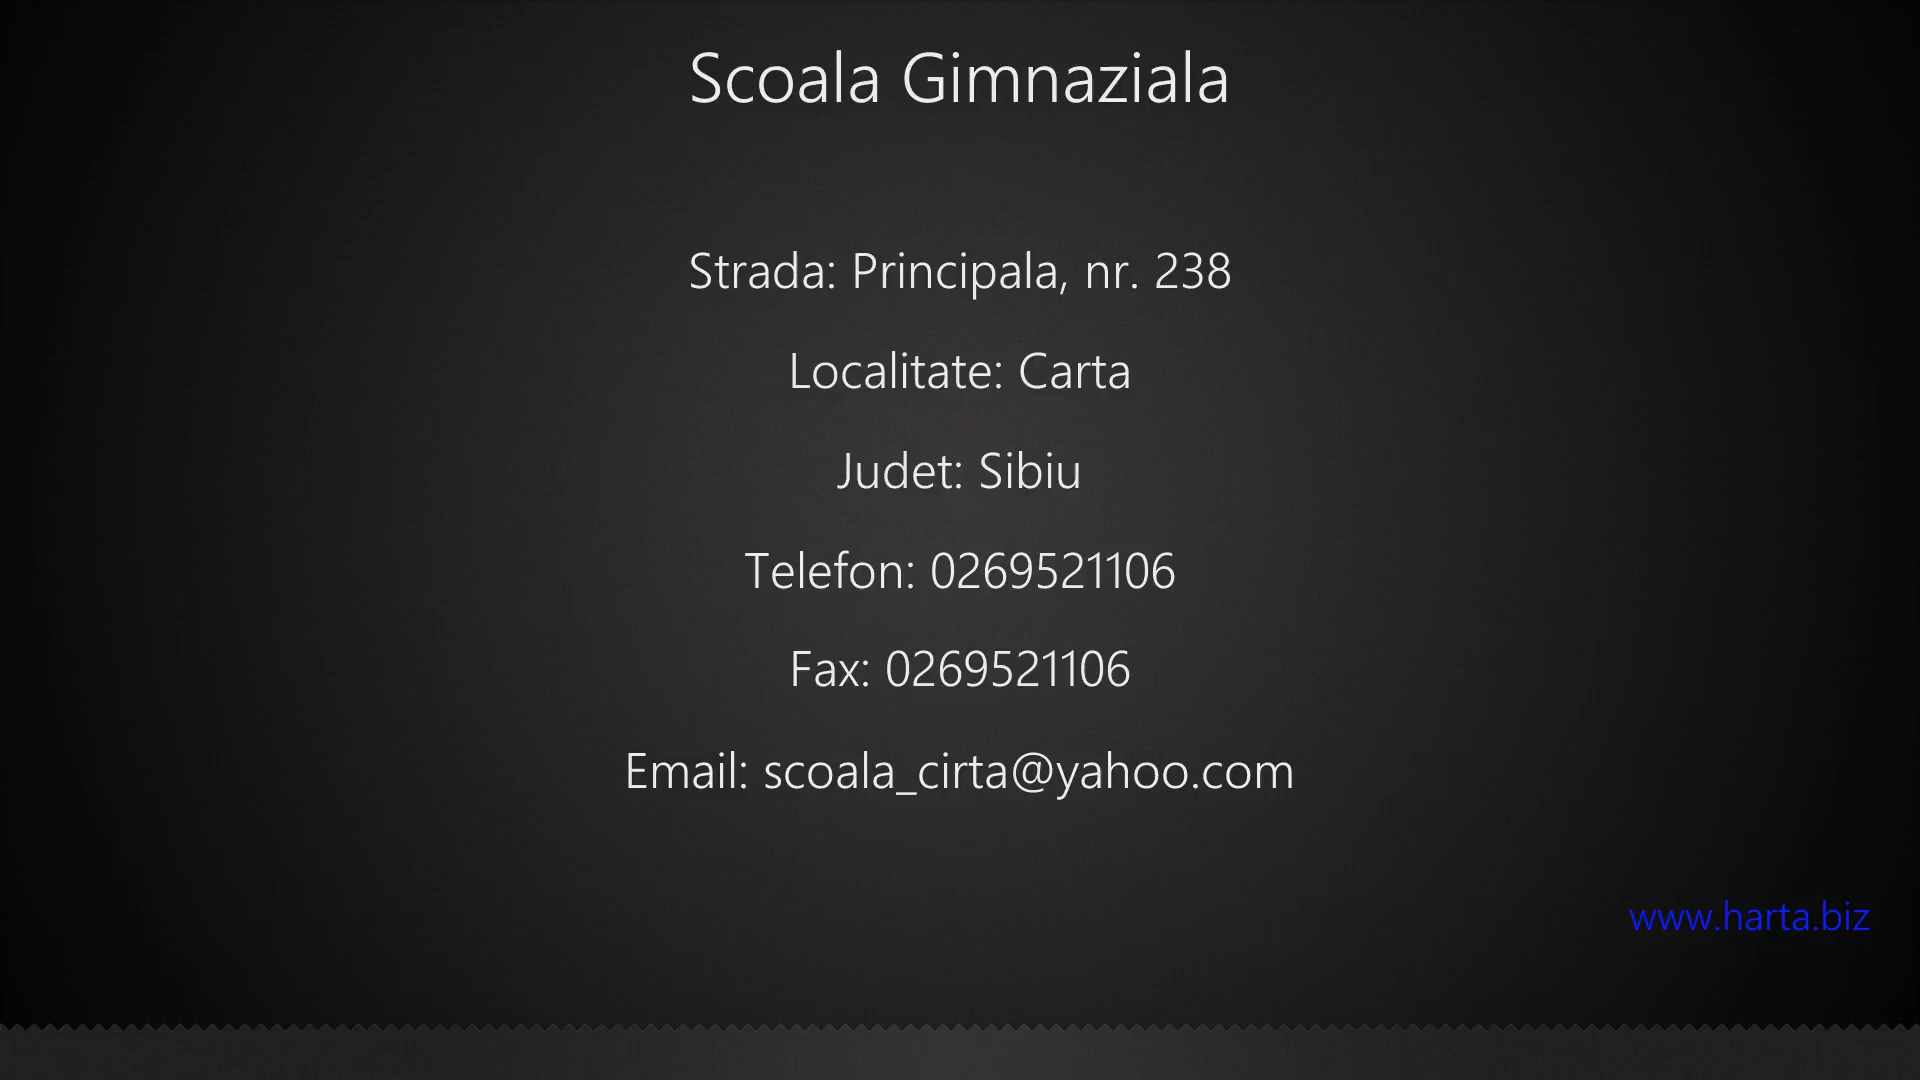 Scoala Gimnaziala
Strada: Principala, nr. 238
Localitate: Carta
Judet: Sibiu
Telefon: 0269521106
Fax: 0269521106
Email: scoala_cirta@yahoo.com
www.harta.biz